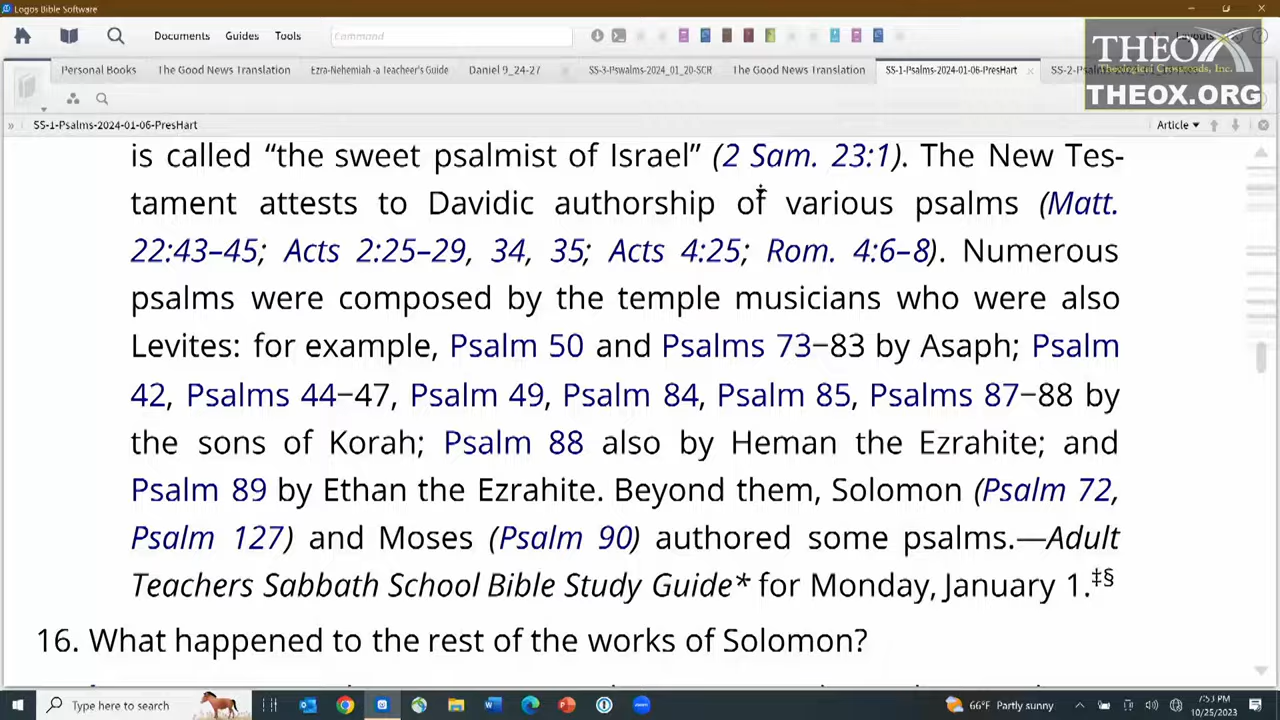 Logos Bible Software
Documents Guides Tools Command
THEOX
Theological Crossroads, Inc.
THEOX.ORG
Personal Books The Good News Translation Daniel 9_24-27 SS-3-Pswalms-2024_01_20-SCR The Good News Translation SS-1-Psalms-2024-01-06-PresHart
SS-1-Psalms-2024-01-06-PresHart Article
is called “the sweet psalmist of Israel” (2 Sam. 23:1). The New Tes-
tament attests to Davidic authorship of various psalms (Matt.
22:43–45; Acts 2:25–29, 34, 35; Acts 4:25; Rom. 4:6–8). Numerous
psalms were composed by the temple musicians who were also
Levites: for example, Psalm 50 and Psalms 73–83 by Asaph; Psalm
42, Psalms 44–47, Psalm 49, Psalm 84, Psalm 85, Psalms 87–88 by
the sons of Korah; Psalm 88 also by Heman the Ezrahite; and
Psalm 89 by Ethan the Ezrahite. Beyond them, Solomon (Psalm 72,
Psalm 127) and Moses (Psalm 90) authored some psalms.—Adult
Teachers Sabbath School Bible Study Guide* for Monday, January 1.‡§
16. What happened to the rest of the works of Solomon?
Type here to search
66°F Partly sunny
7:53 PM
10/25/2023